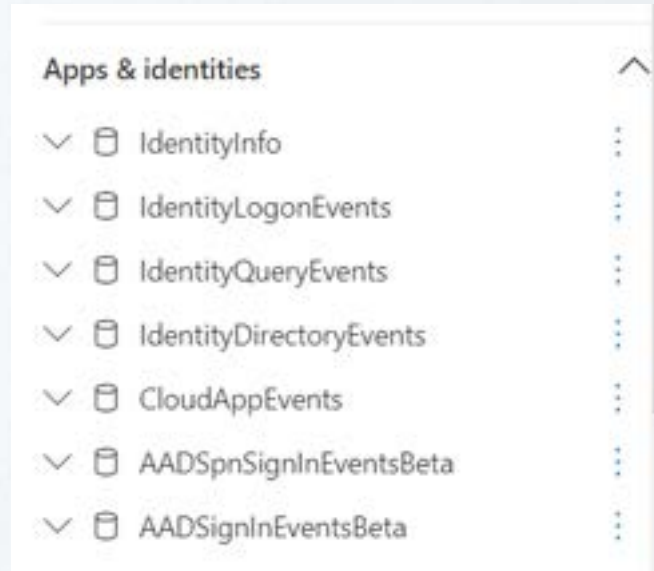 Apps & identities
IdentityInfo
IdentityLogonEvents
IdentityQueryEvents
IdentityDirectoryEvents
CloudAppEvents
AADSpnSignInEventsBeta
AADSignInEventsBeta